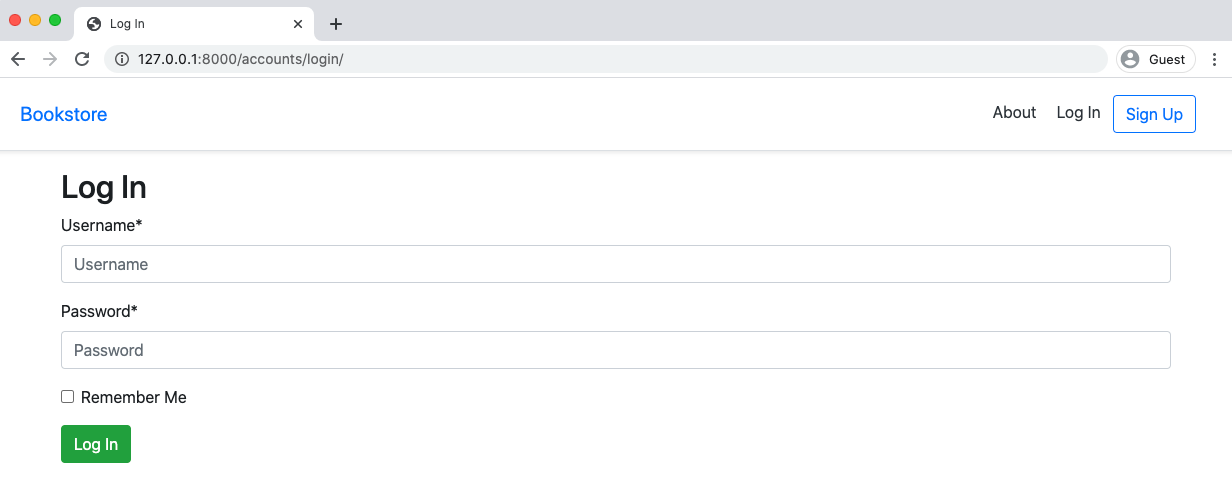 Log In
127.0.0.1:8000/accounts/login/
Guest
Bookstore
About
Log In
Sign Up
Log In
Username*
Username
Password*
Password
Remember Me
Log In